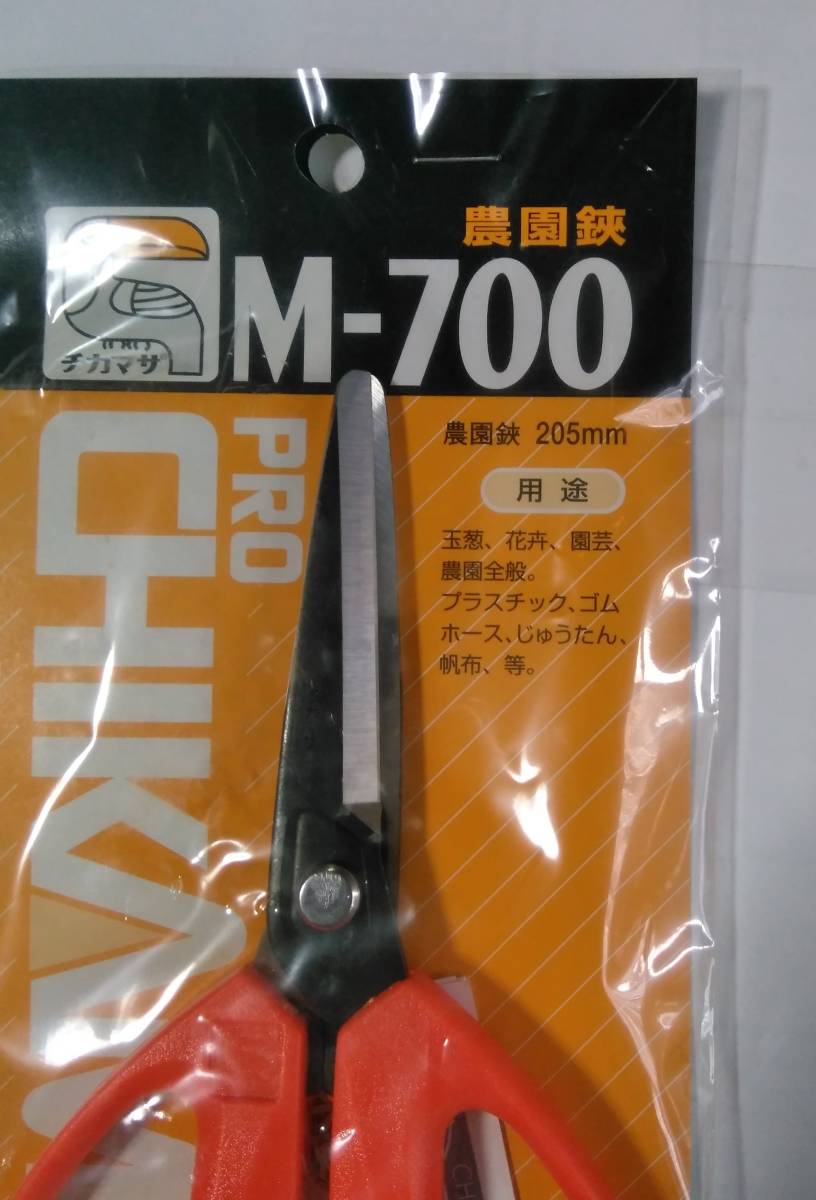 農園鋏
M-700
チカマサ
PRO
CHIKAM
農園鋏 205mm
用途
玉葱、花卉、園芸、
農園全般。
プラスチック、ゴム
ホース、じゅうたん、
帆布、等。
CH